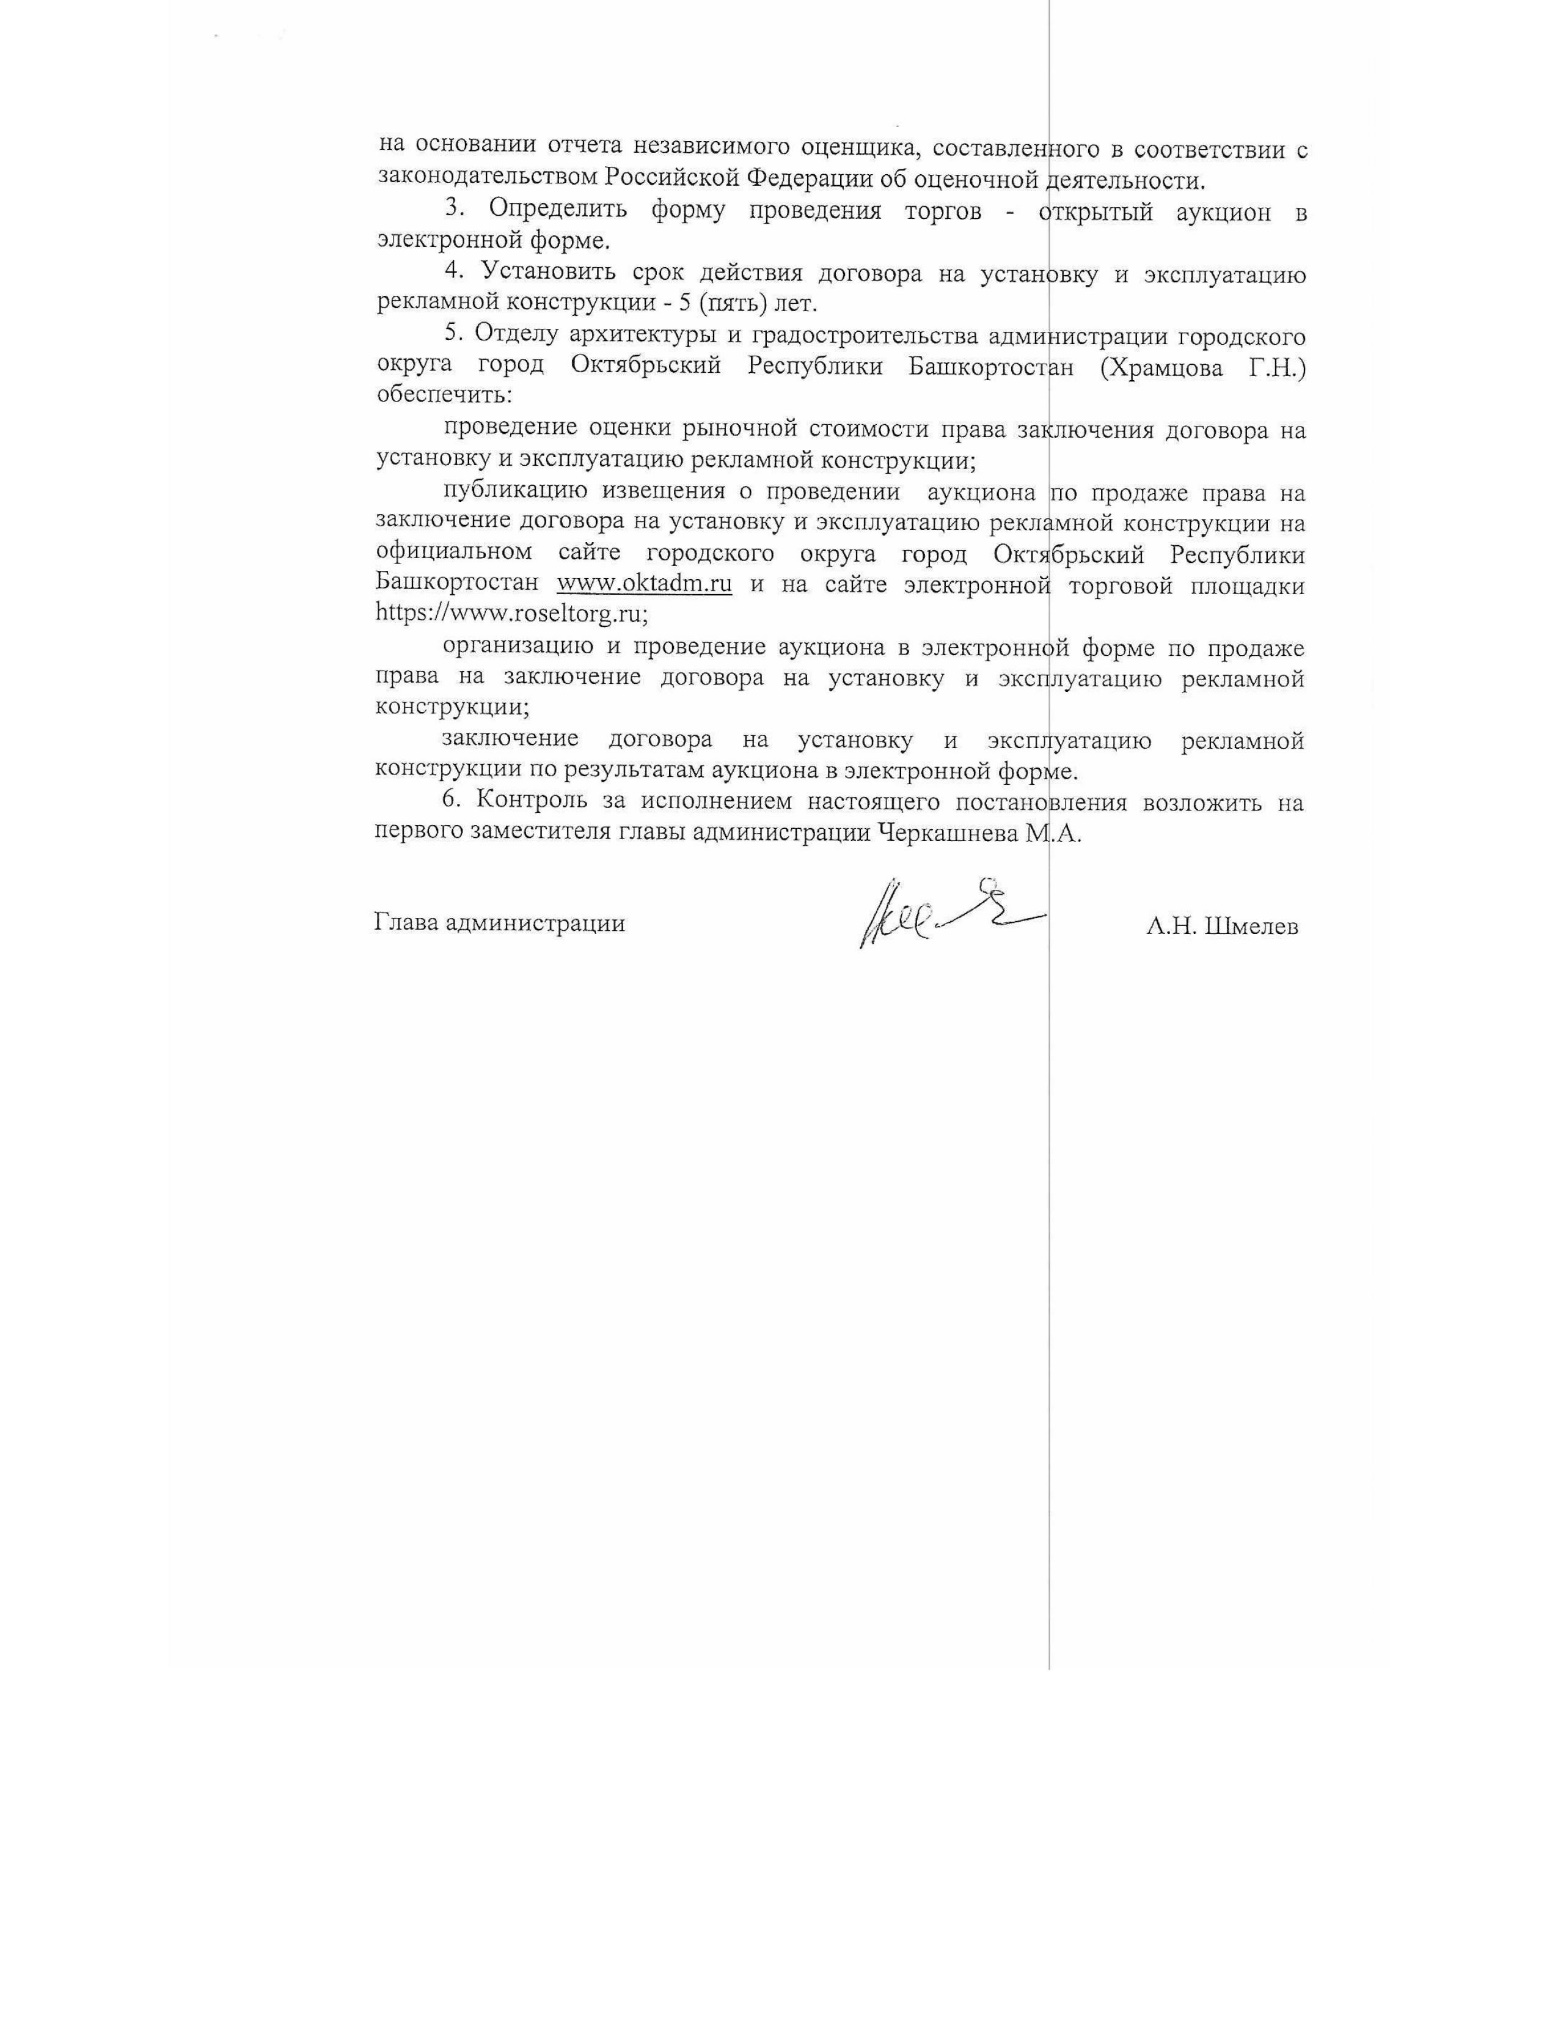 на основании отчета независимого оценщика, составленного в соответствии с
законодательством Российской Федерации об оценочной деятельности.
3. Определить форму проведения торгов - открытый аукцион в
электронной форме.
4. Установить срок действия договора на установку и эксплуатацию
рекламной конструкции - 5 (пять) лет.
5. Отделу архитектуры и градостроительства администрации городского
округа город Октябрьский Республики Башкортостан (Храмцова Г.Н.)
обеспечить:
проведение оценки рыночной стоимости права заключения договора на
установку и эксплуатацию рекламной конструкции;
публикацию извещения о проведении аукциона по продаже права на
заключение договора на установку и эксплуатацию рекламной конструкции на
официальном сайте городского округа город Октябрьский Республики
Башкортостан www.oktadm.ru и на сайте электронной торговой площадки
https://www.roseltorg.ru;
организацию и проведение аукциона в электронной форме по продаже
права на заключение договора на установку и эксплуатацию рекламной
конструкции;
заключение договора на установку и эксплуатацию рекламной
конструкции по результатам аукциона в электронной форме.
6. Контроль за исполнением настоящего постановления возложить на
первого заместителя главы администрации Черкашнева М.А.
Глава администрации
А.Н. Шмелев